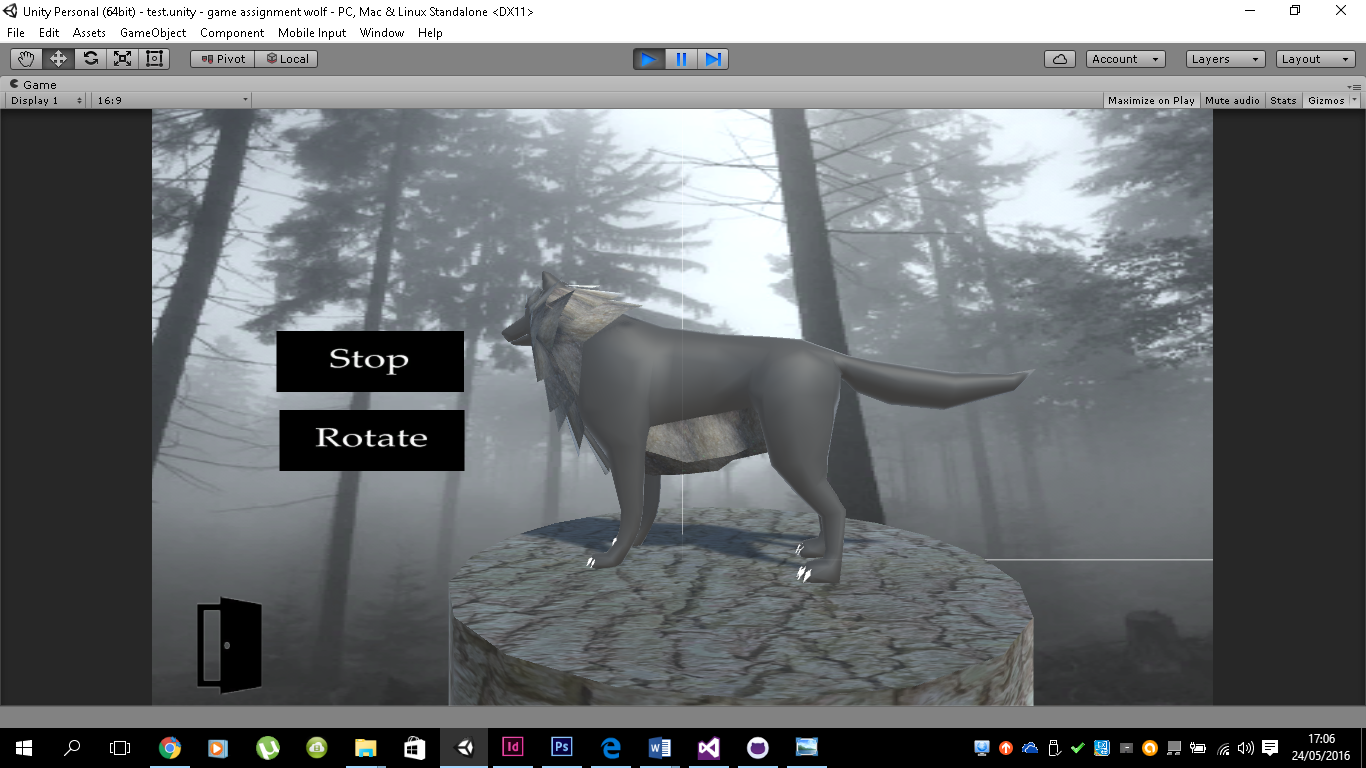 Unity Personal (64bit) - test.unity - game assignment wolf - PC, Mac & Linux Standalone <DX11>
File Edit Assets GameObject Component Mobile Input Window Help
Pivot Local Account Layers Layout
Game
Display 1 16:9 Maximize on Play Mute audio Stats Gizmos
Stop
Rotate
Id Ps
17:06
24/05/2016